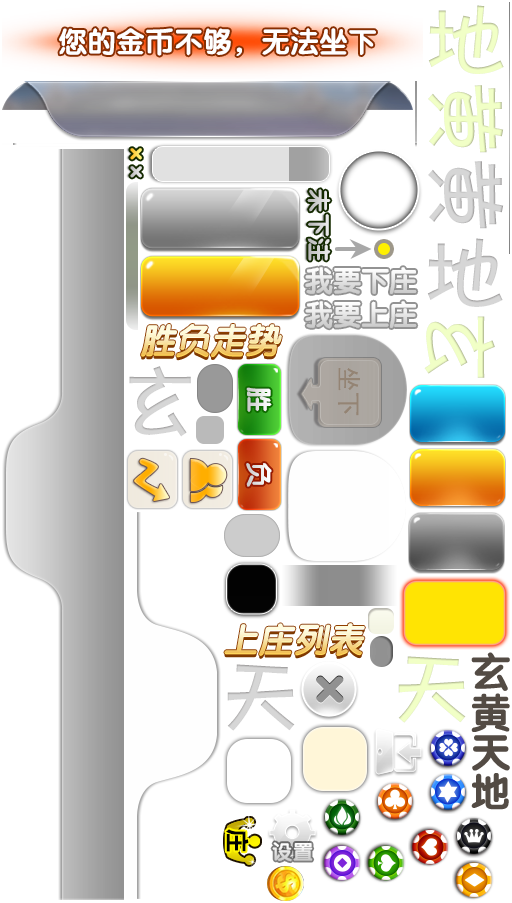 您的金币不够，无法坐下
地
黄
黄
地
玄
未下注
我要下庄
我要上庄
胜负走势
坐下
玄
胜
负
上庄列表
天
天
玄黄天地
庄
设置